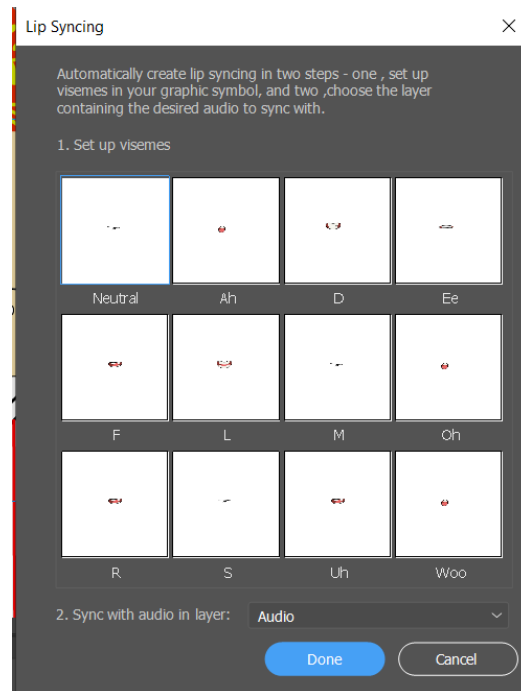 Lip Syncing
Automatically create lip syncing in two steps - one , set up
visemes in your graphic symbol, and two ,choose the layer
containing the desired audio to sync with.
1. Set up visemes
Neutral Ah D Ee
F L M Oh
R S Uh Woo
2. Sync with audio in layer: Audio
Done Cancel